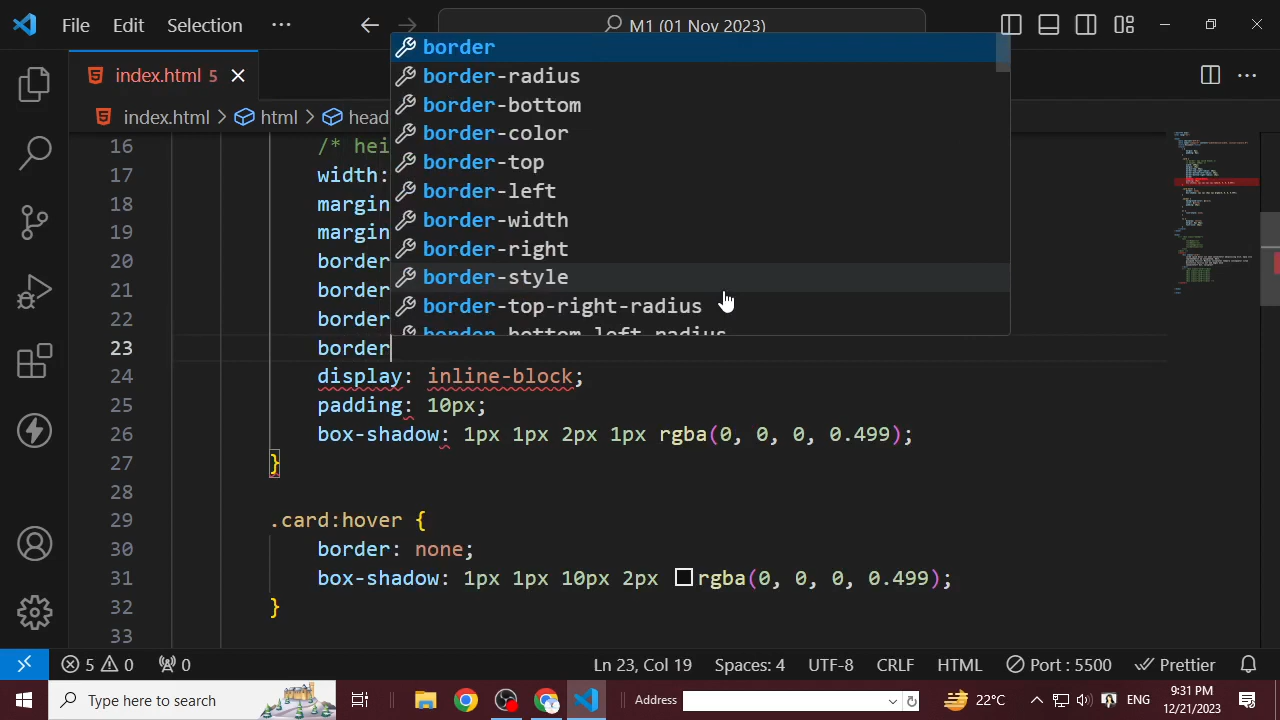 File Edit Selection ··· M1 (01 Nov 2023)
index.html 5
index.html > html > head
border
border-radius
border-bottom
border-color
border-top
border-left
border-width
border-right
border-style
border-top-right-radius
border-bottom-left-radius
16 /* hei
17 width:
18 margin
19 margin
20 border
21 border
22 border
23 border
24 display: inline-block;
25 padding: 10px;
26 box-shadow: 1px 1px 2px 1px rgba(0, 0, 0, 0.499);
27 }
28
29 .card:hover {
30 border: none;
31 box-shadow: 1px 1px 10px 2px rgba(0, 0, 0, 0.499);
32 }
33
5 0 0 Ln 23, Col 19 Spaces: 4 UTF-8 CRLF HTML Port : 5500 Prettier
Type here to search Address 22°C ENG 9:31 PM
12/21/2023